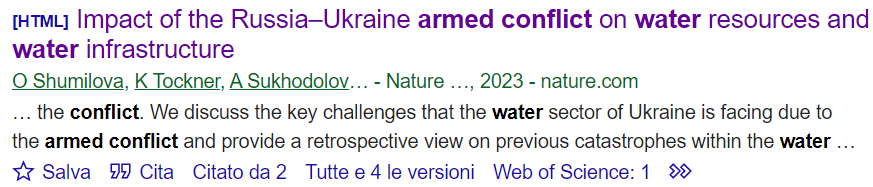 [HTML] Impact of the Russia–Ukraine armed conflict on water resources and
water infrastructure
O Shumilova, K Tockner, A Sukhodolov… - Nature …, 2023 - nature.com
… the conflict. We discuss the key challenges that the water sector of Ukraine is facing due to
the armed conflict and provide a retrospective view on previous catastrophes within the water …
Salva Cita Citato da 2 Tutte e 4 le versioni Web of Science: 1